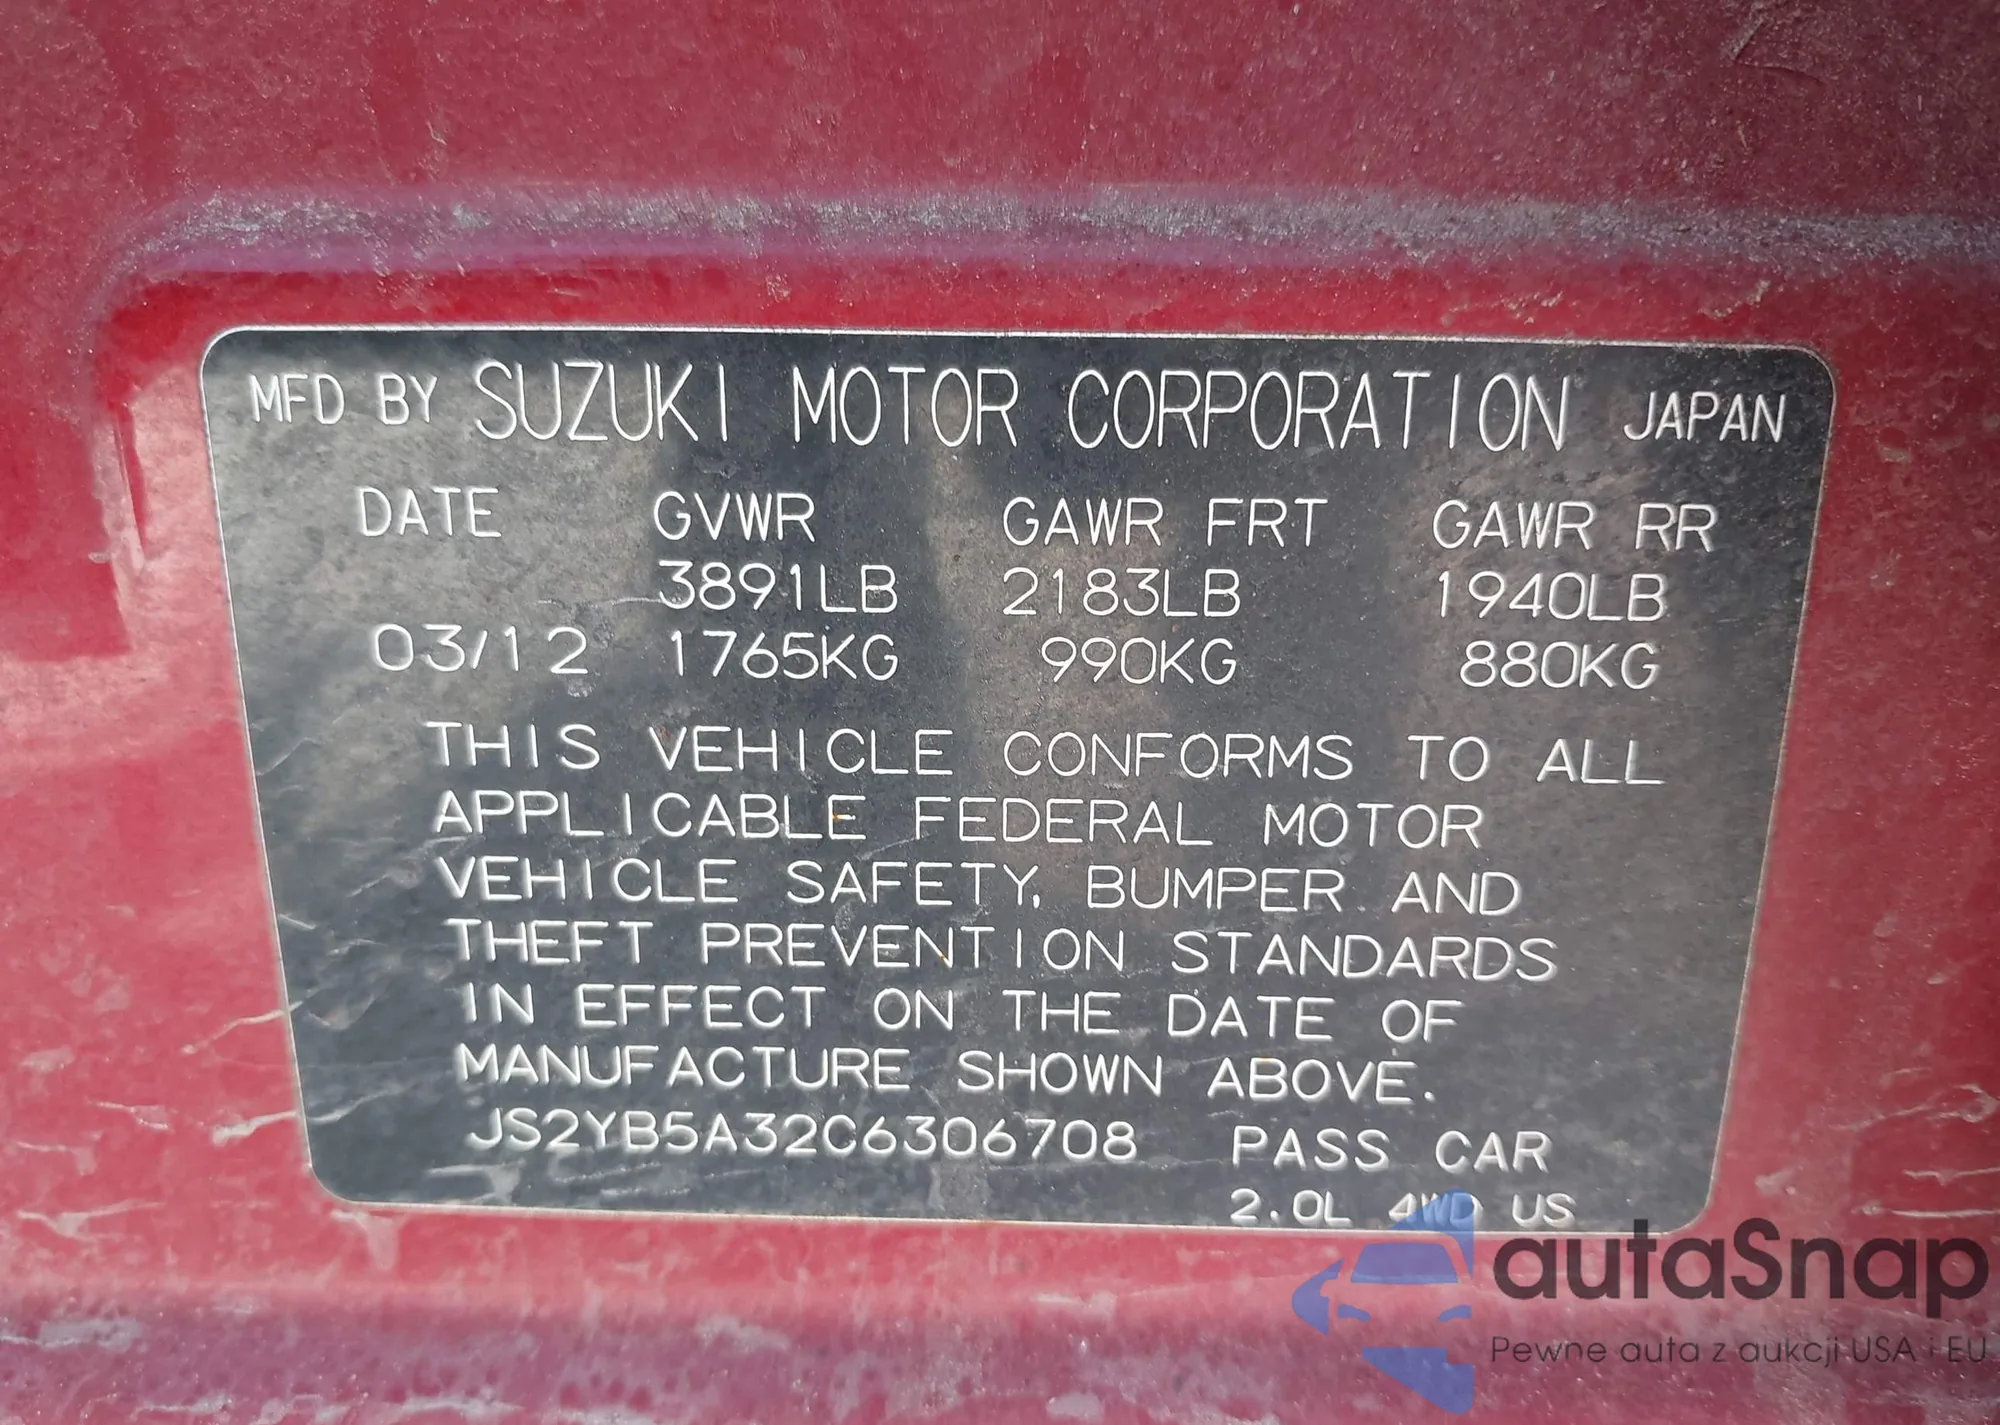 MFD BY SUZUKI MOTOR CORPORATION JAPAN
DATE GVWR GAWR FRT GAWR RR
3891LB 2183LB 1940LB
03/12 1765KG 990KG 880KG
THIS VEHICLE CONFORMS TO ALL
APPLICABLE FEDERAL MOTOR
VEHICLE SAFETY, BUMPER AND
THEFT PREVENTION STANDARDS
IN EFFECT ON THE DATE OF
MANUFACTURE SHOWN ABOVE.
JS2YB5A32C6306708 PASS CAR
2.0L 4WD US
autaSnap
Pewne auta z aukcji USA i EU